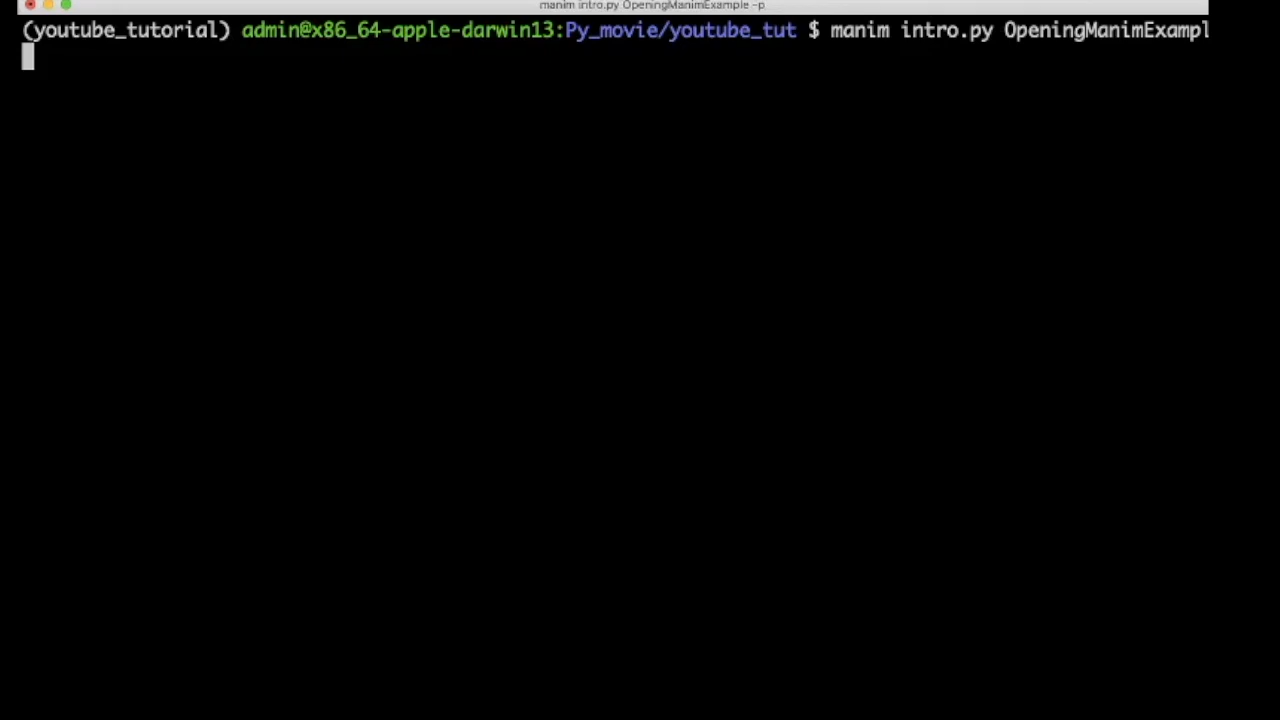 manim intro.py OpeningManimExample -p
(youtube_tutorial) admin@x86_64-apple-darwin13:Py_movie/youtube_tut $ manim intro.py OpeningManimExampl